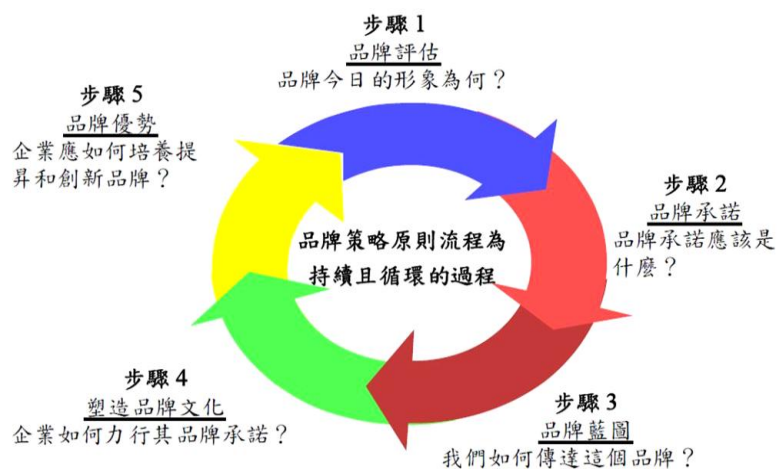 步驟 1
品牌評估
品牌今日的形象為何？
步驟 2
品牌承諾
品牌承諾應該是
什麼？
步驟 3
品牌藍圖
我們如何傳達這個品牌？
步驟 4
塑造品牌文化
企業如何力行其品牌承諾？
步驟 5
品牌優勢
企業應如何培養提
昇和創新品牌？
品牌策略原則流程為
持續且循環的過程